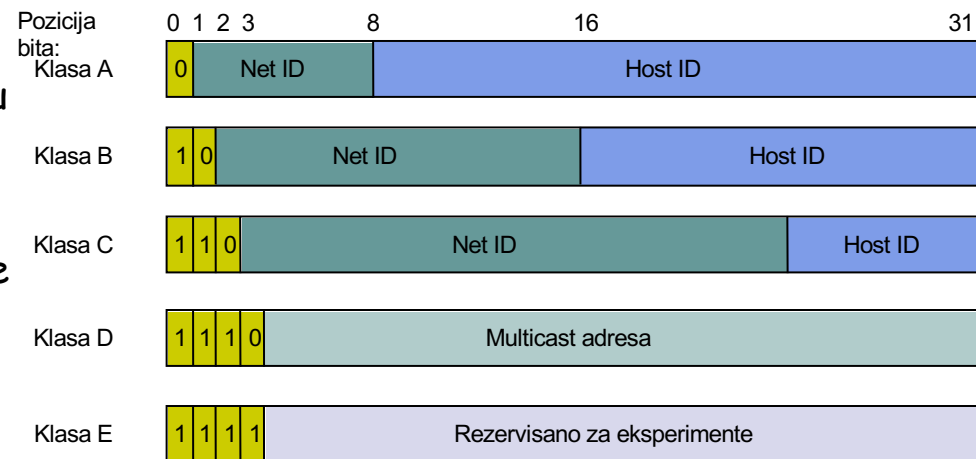 Pozicija 0 1 2 3 8 16 31
bita:
Klasa A 0 Net ID Host ID
u
Klasa B 1 0 Net ID Host ID
Klasa C 1 1 0 Net ID Host ID
e
Klasa D 1 1 1 0 Multicast adresa
Klasa E 1 1 1 1 Rezervisano za eksperimente